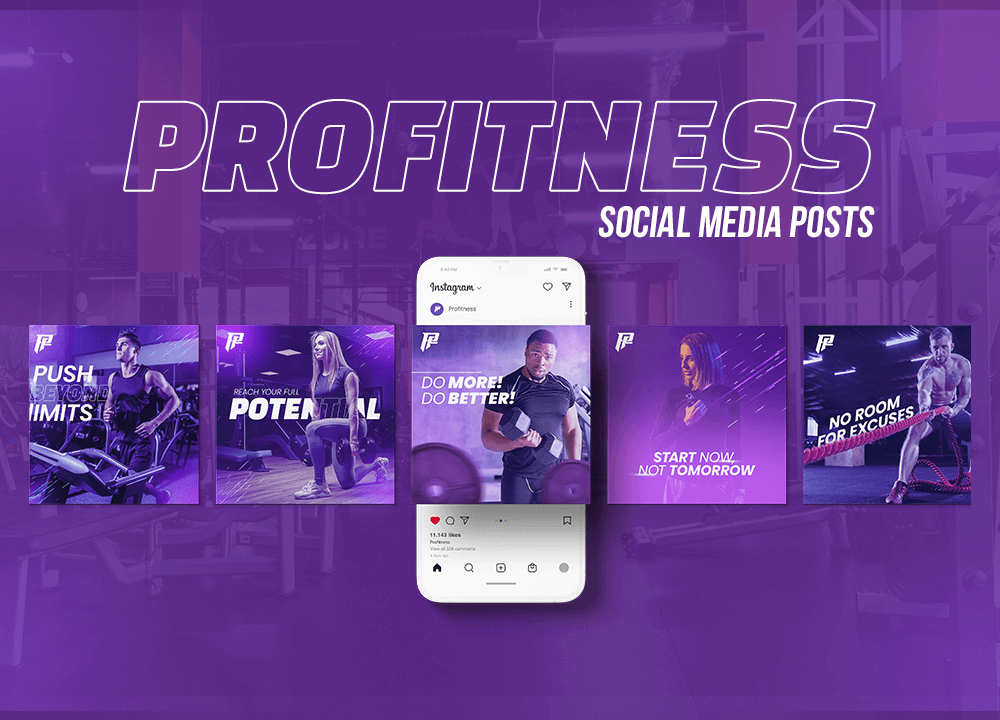 PROFITNESS
SOCIAL MEDIA POSTS
Instagram
Profitness
PUSH
BEYOND
LIMITS !
REACH YOUR FULL
POTENTIAL
DO MORE!
DO BETTER!
START NOW,
NOT TOMORROW
NO ROOM
FOR EXCUSES
11.143 likes
Profitness
View all 328 comments
ZONE